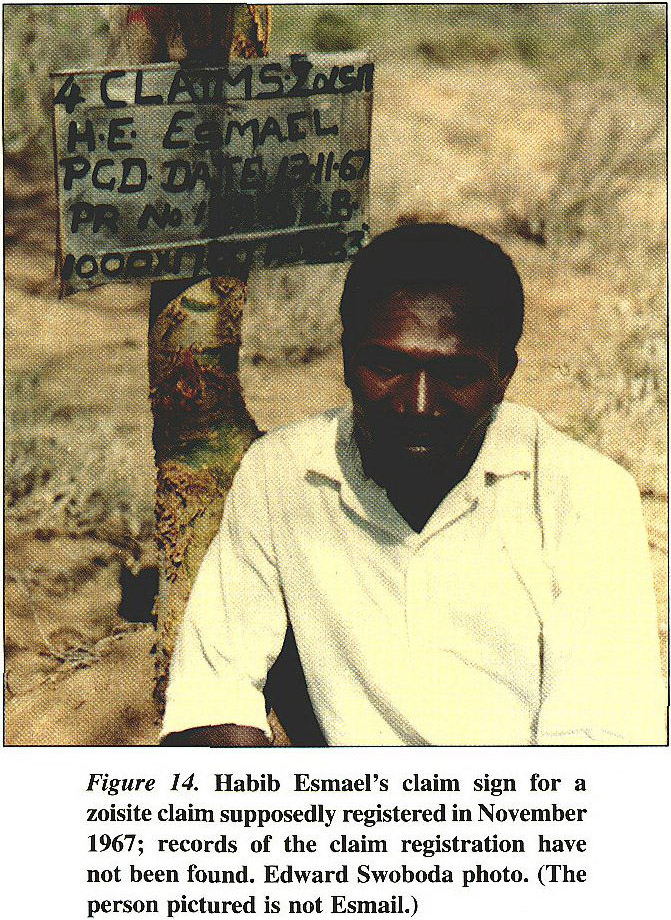 4 CLAIMS
H.E. ESMAEL
PGD. DATE 13.11.67
PR No
Figure 14. Habib Esmael's claim sign for a
zoisite claim supposedly registered in November
1967; records of the claim registration have
not been found. Edward Swoboda photo. (The
person pictured is not Esmail.)